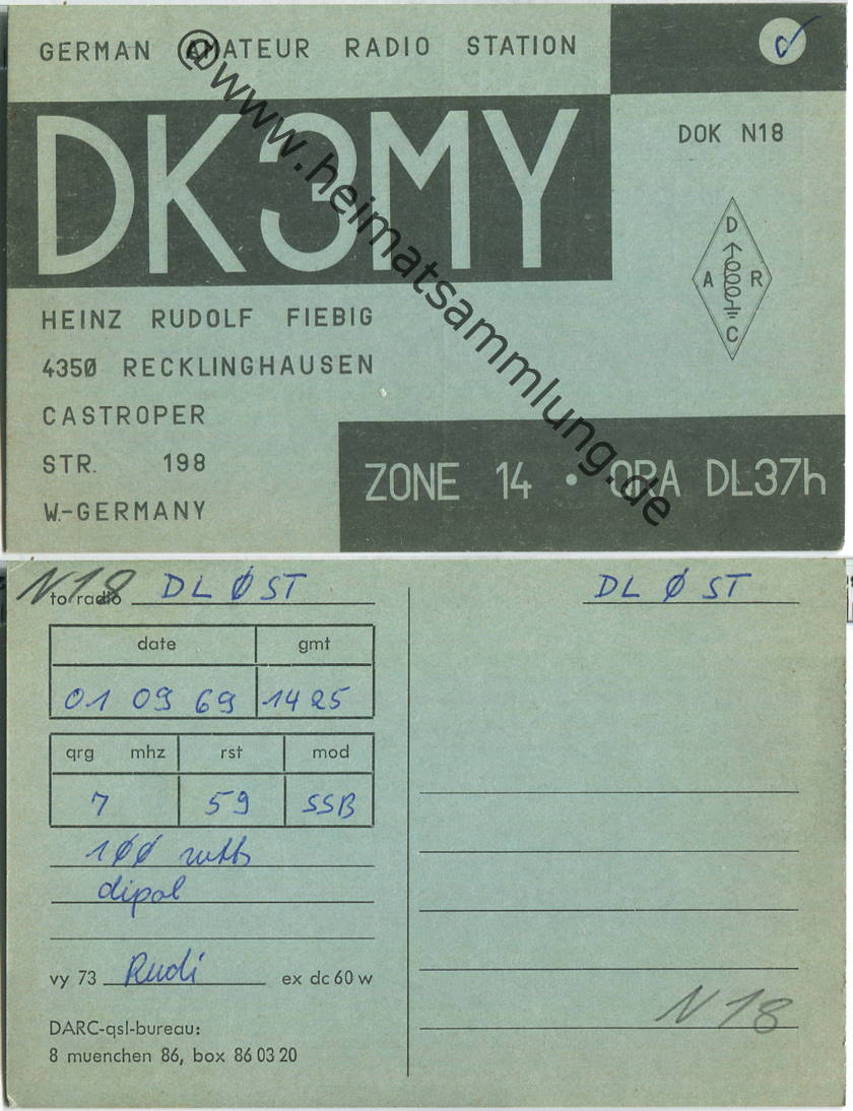 GERMAN AMATEUR RADIO STATION
DK3MY
DOK N18
D
A R
C
HEINZ RUDOLF FIEBIG
4350 RECKLINGHAUSEN
CASTROPER
STR. 198
W.-GERMANY
ZONE 14 • QRA DL37h
@www.heimatsammlung.de
N18
to radio DL ØST
DL Ø ST
date gmt
01 09 69 1425
qrg mhz rst mod
7 59 SSB
1ØØ watts
dipol
vy 73 Rudi ex dc 60 w
DARC-qsl-bureau:
8 muenchen 86, box 86 03 20
N18